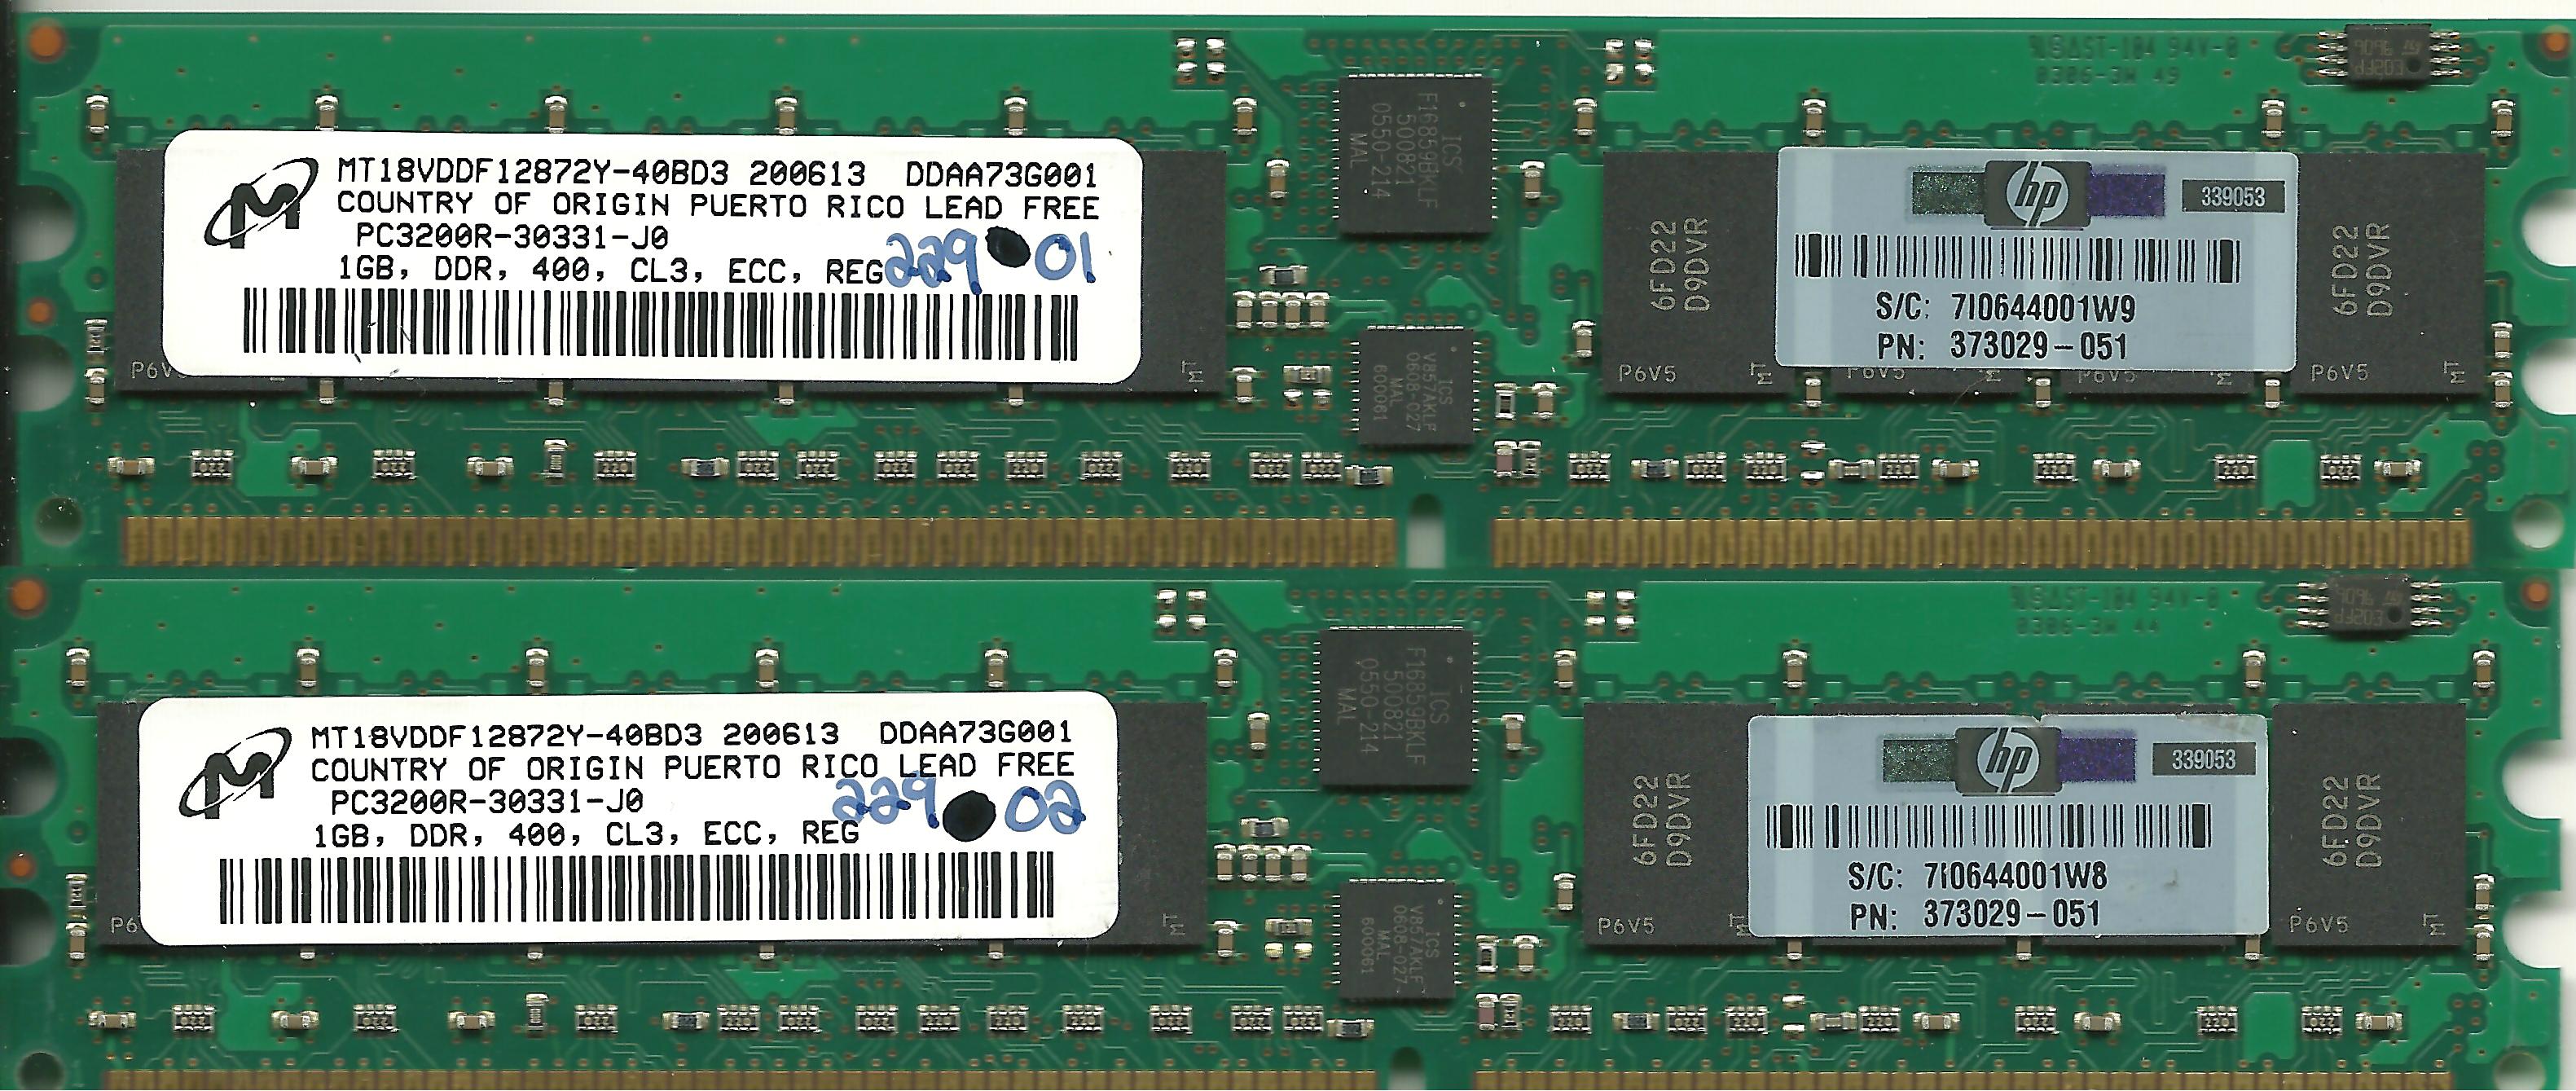 MT18VDDF12872Y-40BD3 200613 DDAA73G001
COUNTRY OF ORIGIN PUERTO RICO LEAD FREE
PC3200R-30331-J0
1GB, DDR, 400, CL3, ECC, REG
229 01
P6V5
ICS
F16859BKLF
500821
0550-214
MAL
ICS
V857AKLF
0608-027
MAL
600061
6FD22
D9DVR
P6V5
hp
339053
S/C: 7I0644001W9
PN: 373029-051
P6V5
P6V5
6FD22
D9DVR
P6V5
MT18VDDF12872Y-40BD3 200613 DDAA73G001
COUNTRY OF ORIGIN PUERTO RICO LEAD FREE
PC3200R-30331-J0
1GB, DDR, 400, CL3, ECC, REG
229 02
P6
ICS
F16859BKLF
500821
0550-214
MAL
ICS
V857AKLF
0608-027
MAL
600061
6FD22
D9DVR
P6V5
hp
339053
S/C: 7I0644001W8
PN: 373029-051
6FD22
D9DVR
P6V5